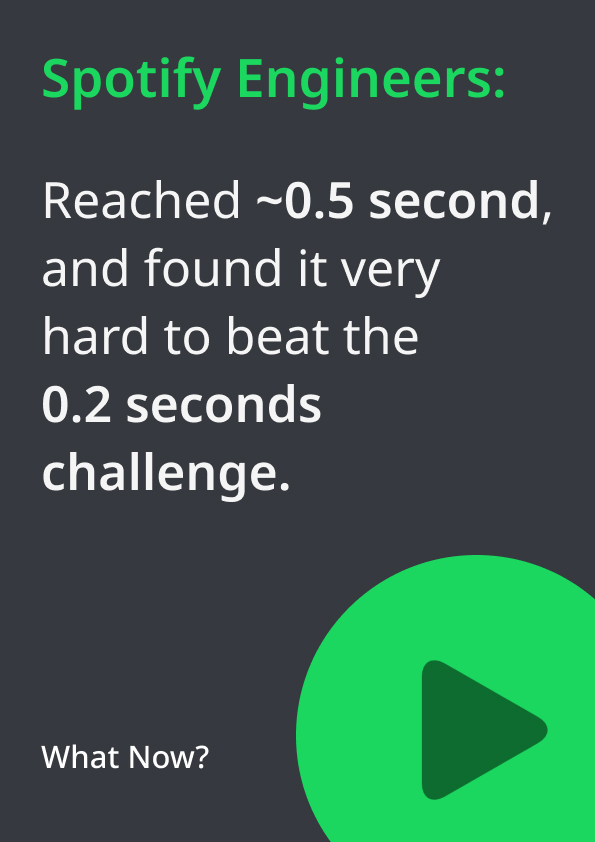 Spotify Engineers:
Reached ~0.5 second,
and found it very
hard to beat the
0.2 seconds
challenge.
What Now?